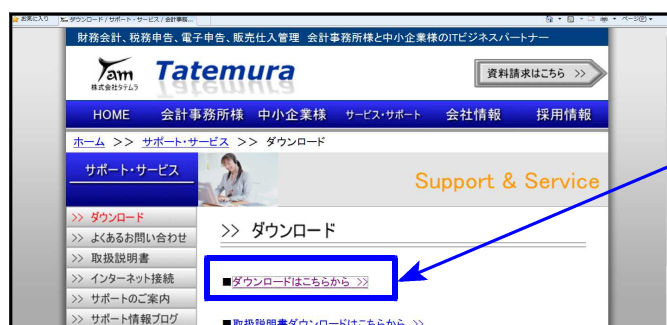 お気に入り ダウンロード / サポート・サービス / 会計事務... ページ(P)
財務会計、税務申告、電子申告、販売仕入管理 会計事務所様と中小企業様のITビジネスパートナー
Tam
株式会社タテムラ
Tatemura
資料請求はこちら >>
HOME 会計事務所様 中小企業様 サービス・サポート 会社情報 採用情報
ホーム >> サポート・サービス >> ダウンロード
サポート・サービス
Support & Service
>> ダウンロード
>> よくあるお問い合わせ
>> 取扱説明書
>> インターネット接続
>> サポートのご案内
>> サポート情報ブログ
>> ダウンロード
■ダウンロードはこちらから >>
■取扱説明書ダウンロードはこちらから >>